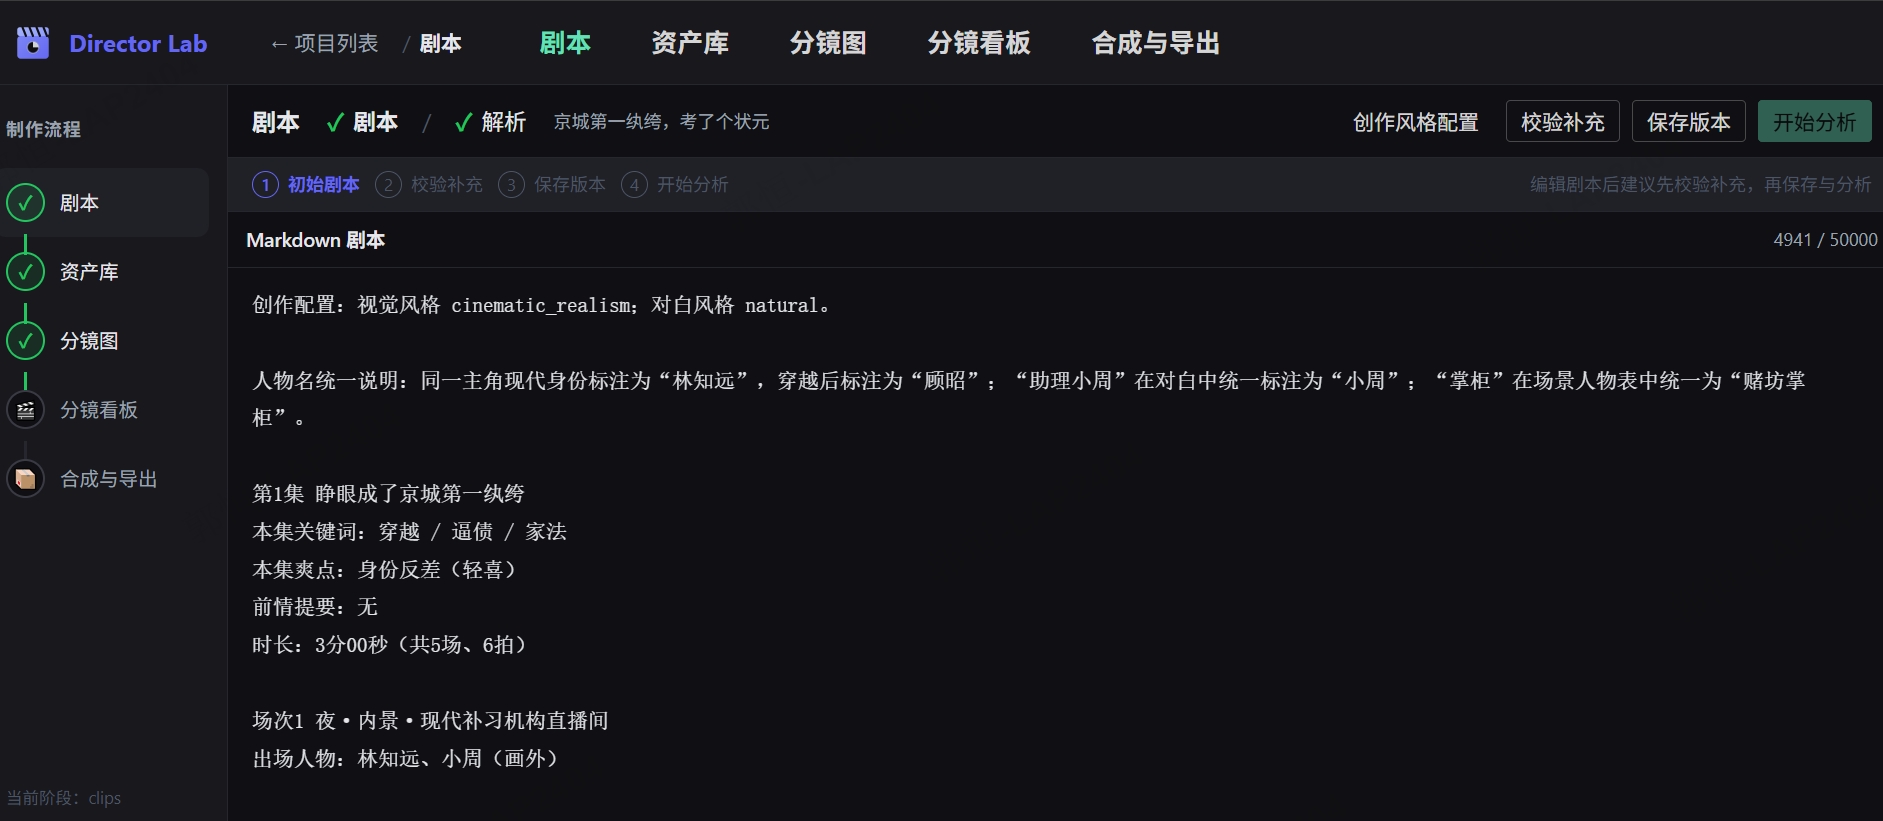 Director Lab
← 项目列表 / 剧本
剧本 资产库 分镜图 分镜看板 合成与导出
制作流程
✓ 剧本
✓ 资产库
✓ 分镜图
分镜看板
合成与导出
当前阶段：clips
剧本 ✓ 剧本 / ✓ 解析 京城第一纨绔，考了个状元
创作风格配置 校验补充 保存版本 开始分析
1 初始剧本 2 校验补充 3 保存版本 4 开始分析
编辑剧本后建议先校验补充，再保存与分析
Markdown 剧本
4941 / 50000
创作配置：视觉风格 cinematic_realism；对白风格 natural。
人物名统一说明：同一主角现代身份标注为“林知远”，穿越后标注为“顾昭”；“助理小周”在对白中统一标注为“小周”；“掌柜”在场景人物表中统一为“赌坊掌
柜”。
第1集 睁眼成了京城第一纨绔
本集关键词：穿越 / 逼债 / 家法
本集爽点：身份反差（轻喜）
前情提要：无
时长：3分00秒（共5场、6拍）
场次1 夜·内景·现代补习机构直播间
出场人物：林知远、小周（画外）